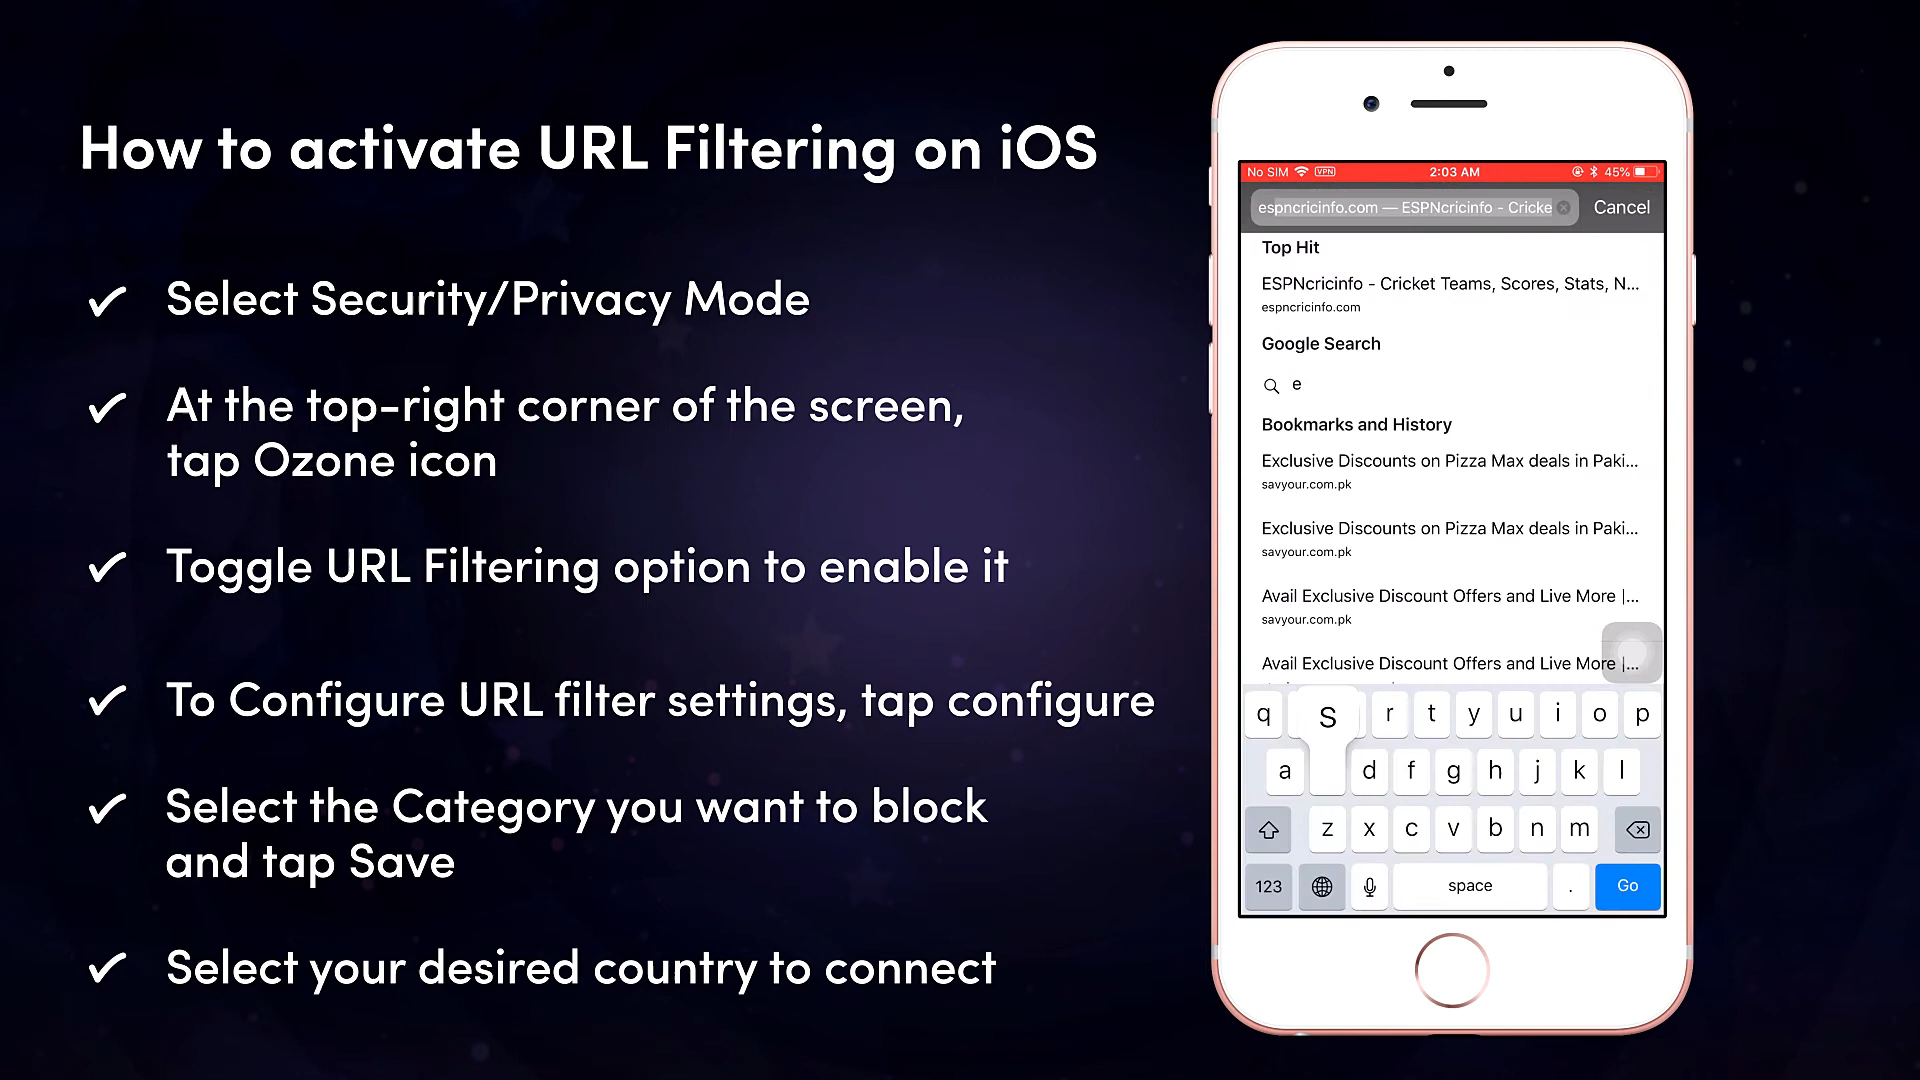 How to activate URL Filtering on iOS
Select Security/Privacy Mode
At the top-right corner of the screen,
tap Ozone icon
Toggle URL Filtering option to enable it
To Configure URL filter settings, tap configure
Select the Category you want to block
and tap Save
Select your desired country to connect
No SIM VPN 2:03 AM 45%
espncricinfo.com — ESPNcricinfo - Cricke Cancel
Top Hit
ESPNcricinfo - Cricket Teams, Scores, Stats, N...
espncricinfo.com
Google Search
e
Bookmarks and History
Exclusive Discounts on Pizza Max deals in Paki...
savyour.com.pk
Exclusive Discounts on Pizza Max deals in Paki...
savyour.com.pk
Avail Exclusive Discount Offers and Live More |...
savyour.com.pk
Avail Exclusive Discount Offers and Live More |...
q s r t y u i o p
a d f g h j k l
z x c v b n m
123 space . Go